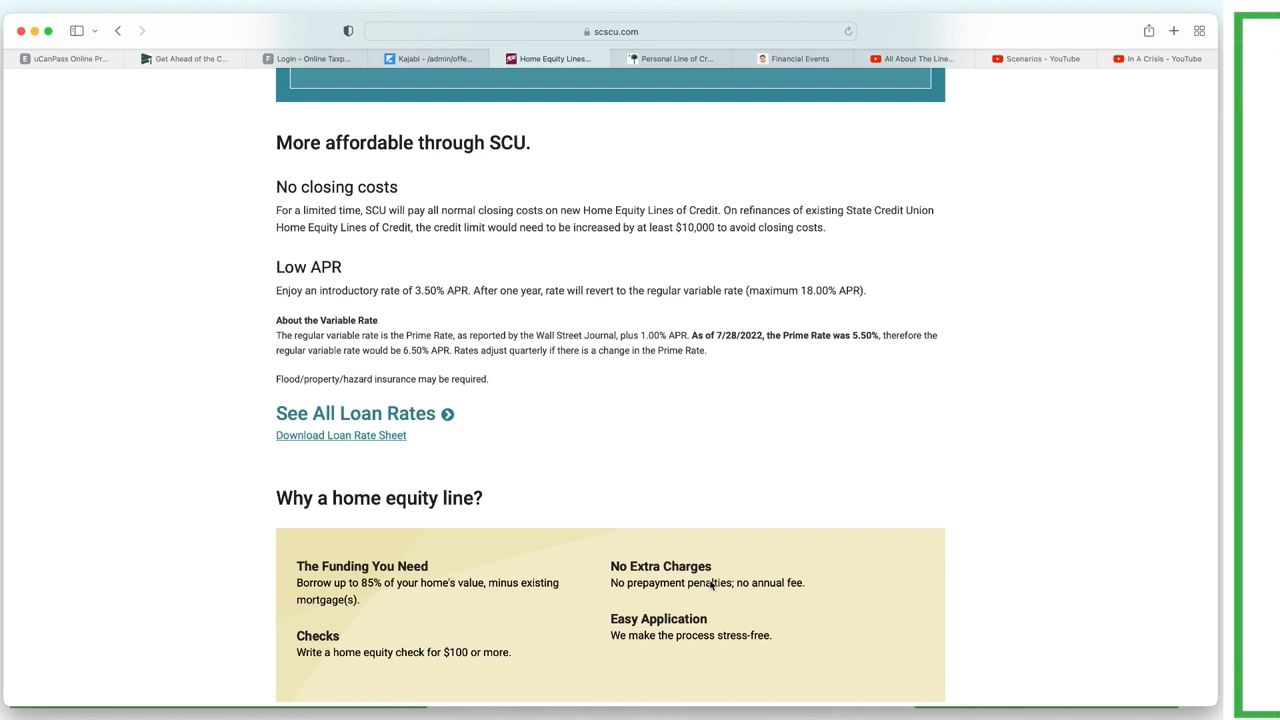 scscu.com
uCanPass Online Pr...
Get Ahead of the C...
Login - Online Taxp...
Kajabi - /admin/offe...
Home Equity Lines...
Personal Line of Cr...
Financial Events
All About The Line...
Scenarios - YouTube
In A Crisis - YouTube
More affordable through SCU.
No closing costs
For a limited time, SCU will pay all normal closing costs on new Home Equity Lines of Credit. On refinances of existing State Credit Union
Home Equity Lines of Credit, the credit limit would need to be increased by at least $10,000 to avoid closing costs.
Low APR
Enjoy an introductory rate of 3.50% APR. After one year, rate will revert to the regular variable rate (maximum 18.00% APR).
About the Variable Rate
The regular variable rate is the Prime Rate, as reported by the Wall Street Journal, plus 1.00% APR. As of 7/28/2022, the Prime Rate was 5.50%, therefore the
regular variable rate would be 6.50% APR. Rates adjust quarterly if there is a change in the Prime Rate.
Flood/property/hazard insurance may be required.
See All Loan Rates
Download Loan Rate Sheet
Why a home equity line?
The Funding You Need
Borrow up to 85% of your home's value, minus existing
mortgage(s).
Checks
Write a home equity check for $100 or more.
No Extra Charges
No prepayment penalties; no annual fee.
Easy Application
We make the process stress-free.